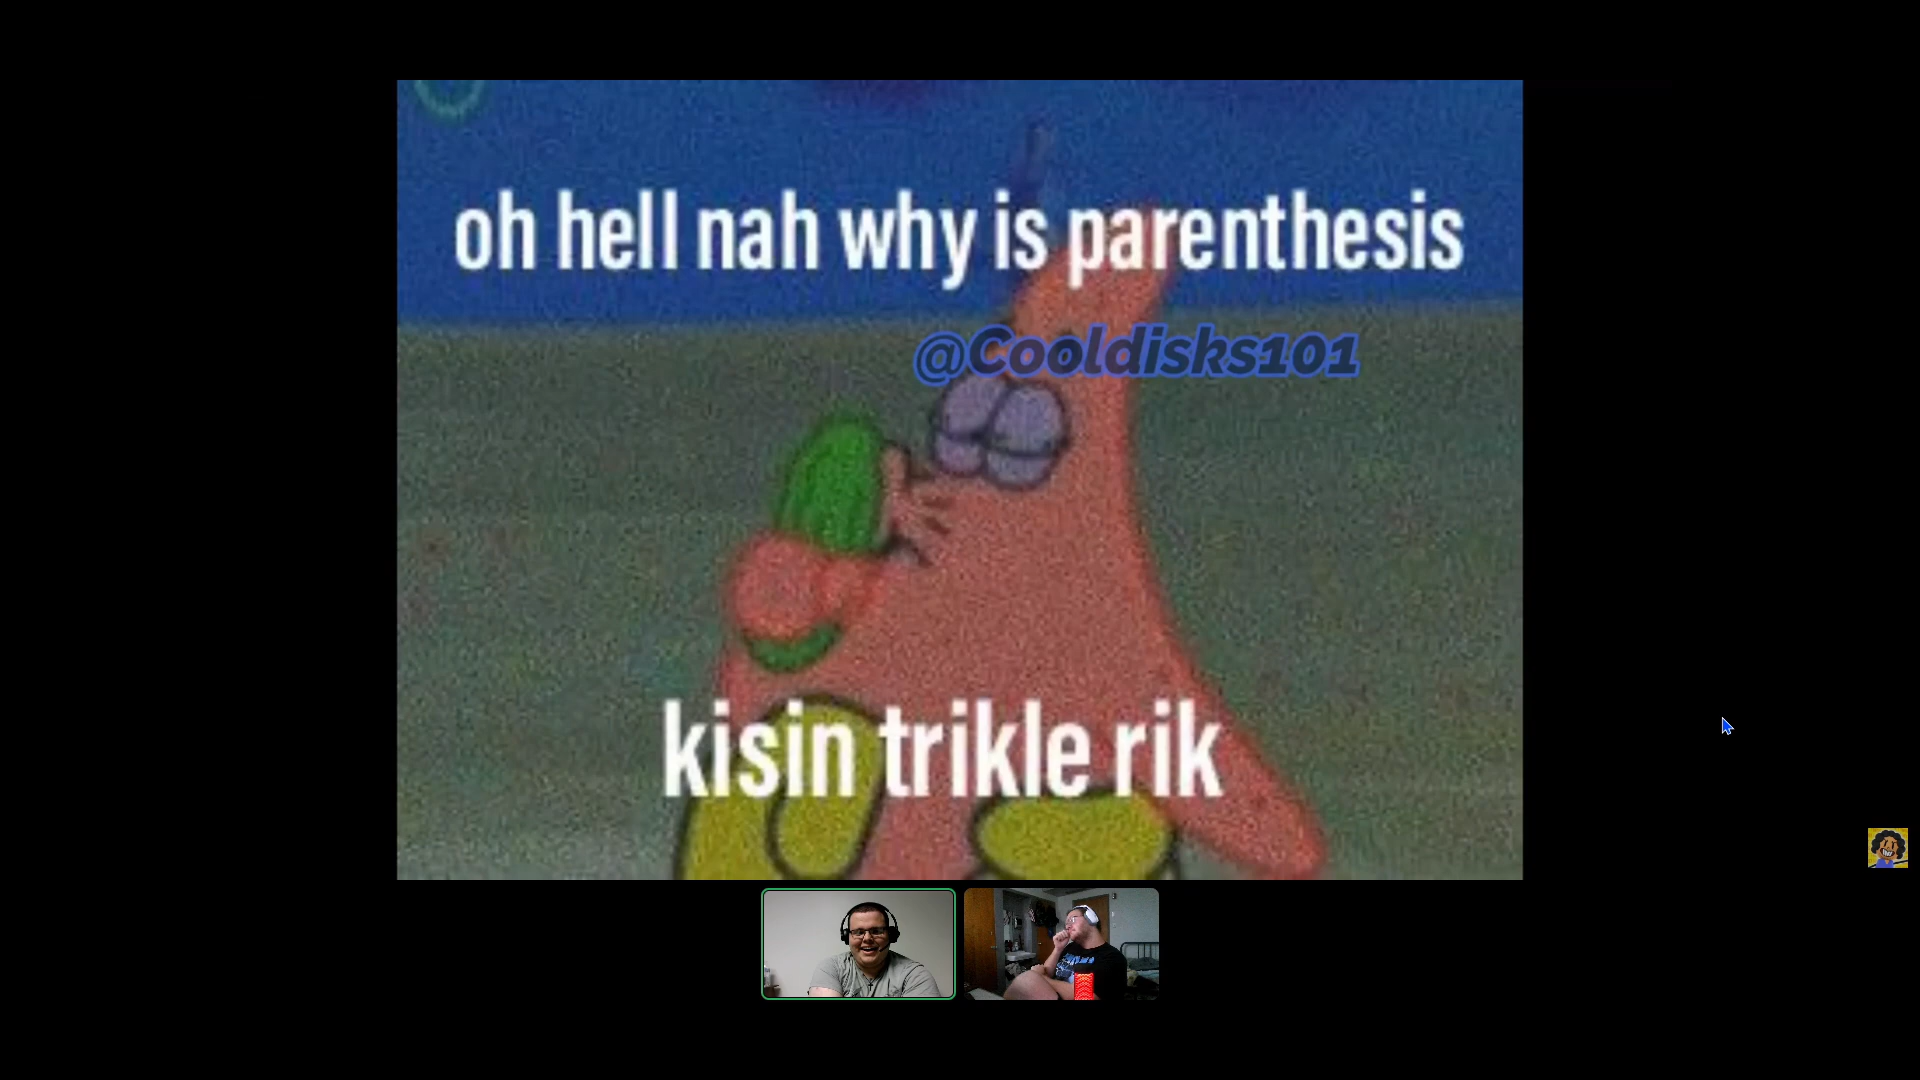 oh hell nah why is parenthesis
@Cooldisks101
kisin trikle rik